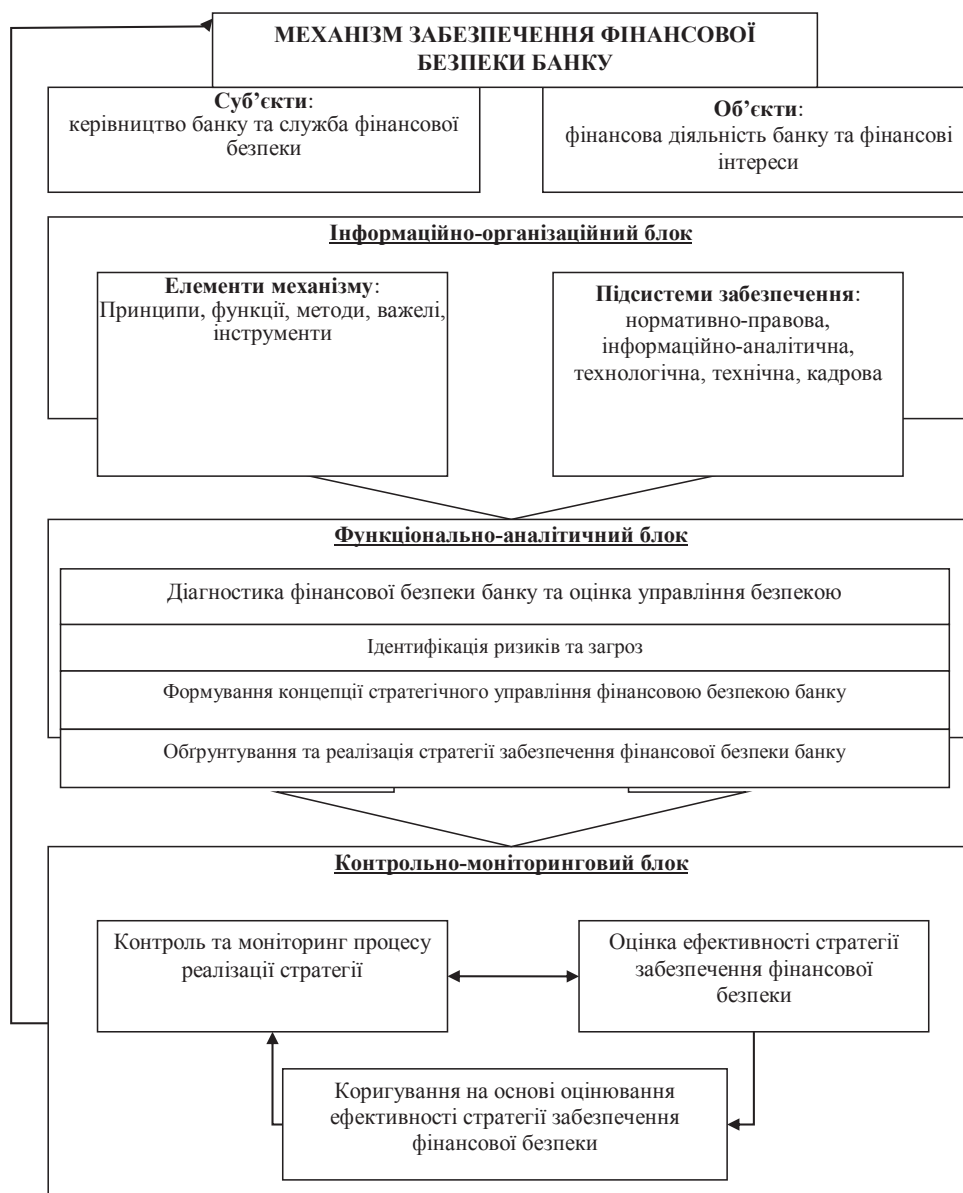 МЕХАНІЗМ ЗАБЕЗПЕЧЕННЯ ФІНАНСОВОЇ
БЕЗПЕКИ БАНКУ
Суб’єкти:
керівництво банку та служба фінансової
безпеки
Об’єкти:
фінансова діяльність банку та фінансові
інтереси
Інформаційно-організаційний блок
Елементи механізму:
Принципи, функції, методи, важелі,
інструменти
Підсистеми забезпечення:
нормативно-правова,
інформаційно-аналітична,
технологічна, технічна, кадрова
Функціонально-аналітичний блок
Діагностика фінансової безпеки банку та оцінка управління безпекою
Ідентифікація ризиків та загроз
Формування концепції стратегічного управління фінансовою безпекою банку
Обґрунтування та реалізація стратегії забезпечення фінансової безпеки банку
Контрольно-моніторинговий блок
Контроль та моніторинг процесу
реалізації стратегії
Оцінка ефективності стратегії
забезпечення фінансової
безпеки
Коригування на основі оцінювання
ефективності стратегії забезпечення
фінансової безпеки